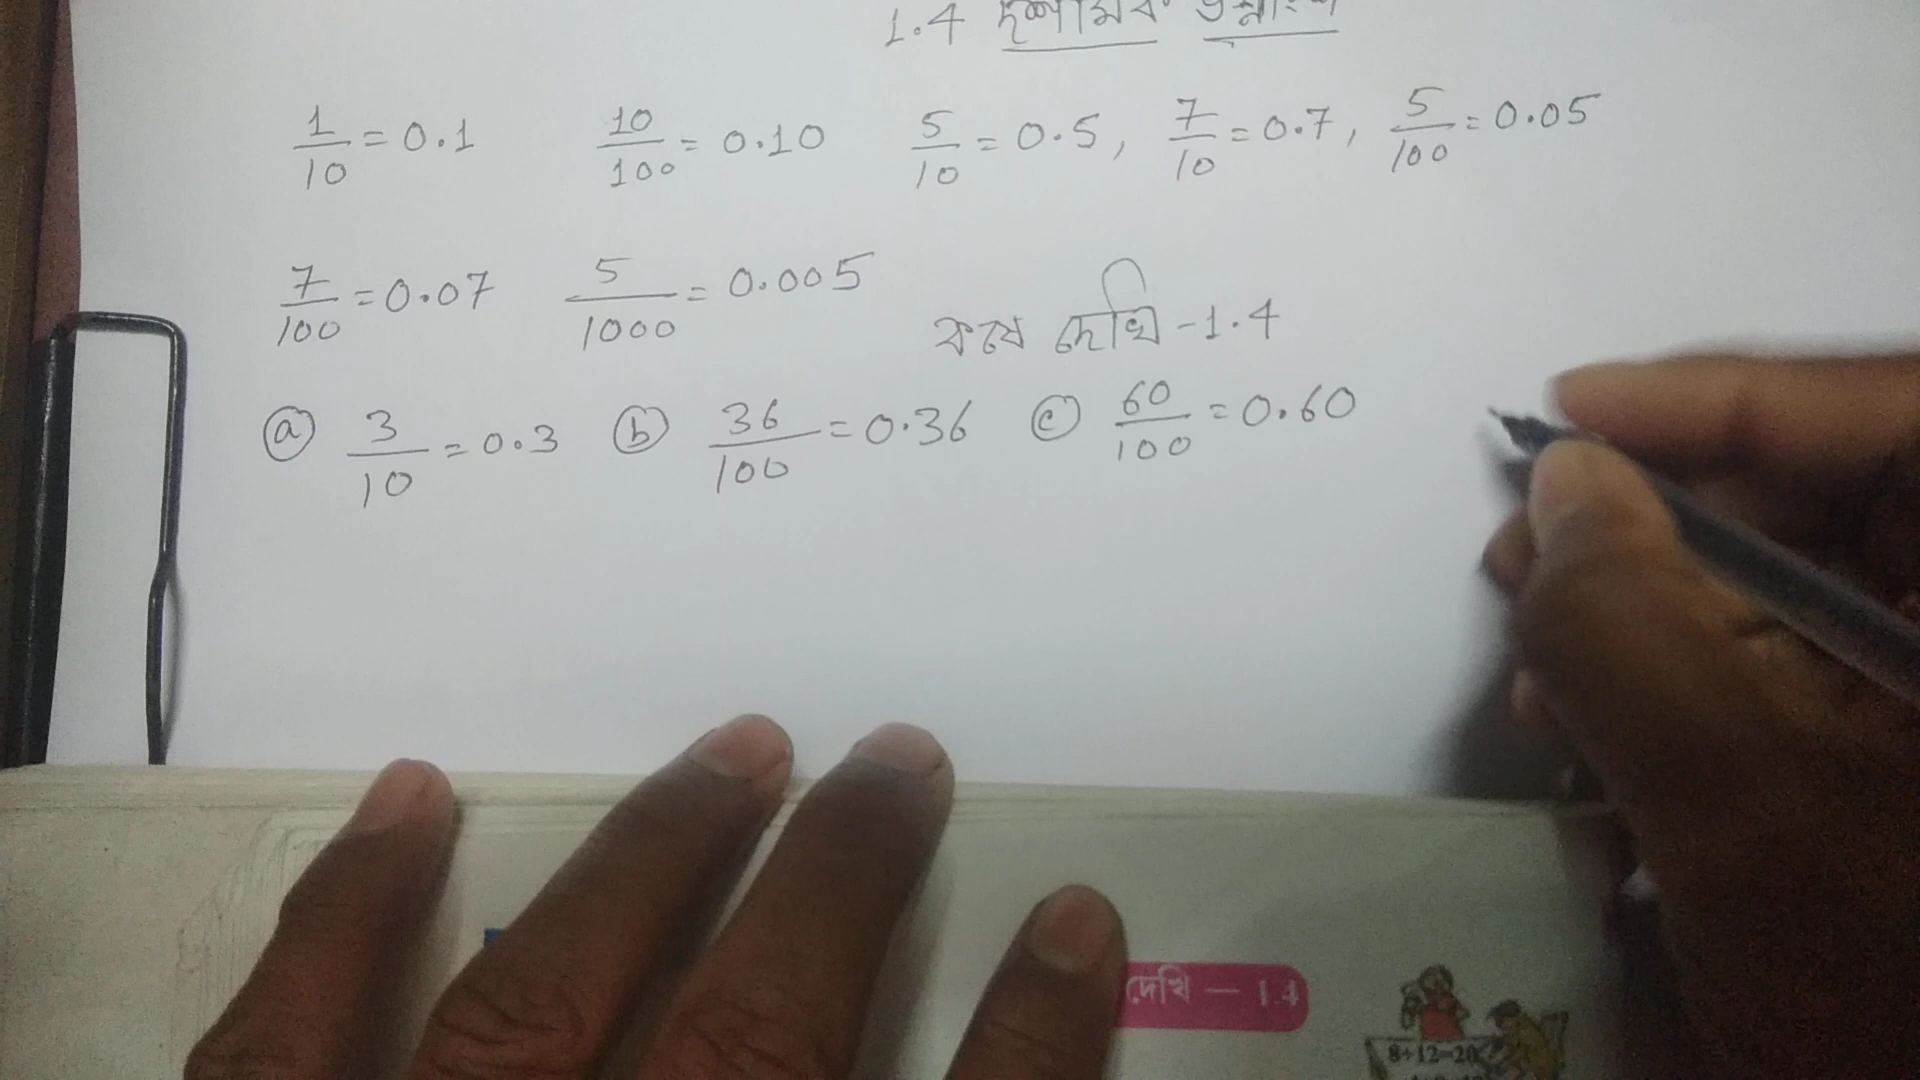 1.4 দশমিক ভগ্নাংশ
1/10 = 0.1 10/100 = 0.10 5/10 = 0.5, 7/10 = 0.7, 5/100 = 0.05
7/100 = 0.07 5/1000 = 0.005
কষে দেখি - 1.4
(a) 3/10 = 0.3 (b) 36/100 = 0.36 (c) 60/100 = 0.60
দেখি — 1.4
8+12=20